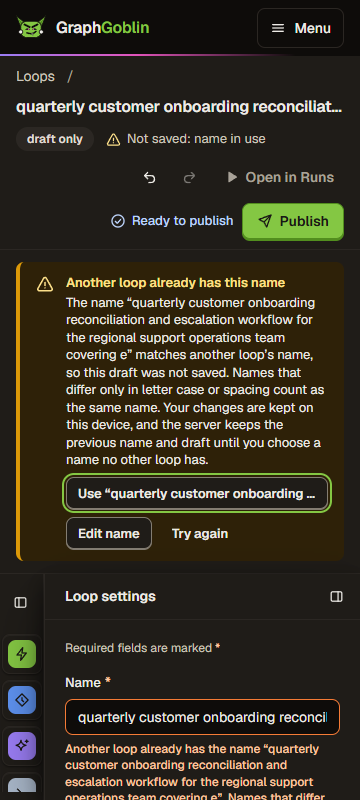 GraphGoblin
Menu
Loops /
quarterly customer onboarding reconciliat...
draft only
Not saved: name in use
Open in Runs
Ready to publish
Publish
Another loop already has this name
The name “quarterly customer onboarding
reconciliation and escalation workflow for
the regional support operations team
covering e” matches another loop’s name,
so this draft was not saved. Names that
differ only in letter case or spacing count as
the same name. Your changes are kept on
this device, and the server keeps the
previous name and draft until you choose a
name no other loop has.
Use “quarterly customer onboarding ...
Edit name
Try again
Loop settings
Required fields are marked *
Name *
quarterly customer onboarding reconcil
Another loop already has the name “quarterly
customer onboarding reconciliation and
escalation workflow for the regional support
operations team covering e”. Names that differ